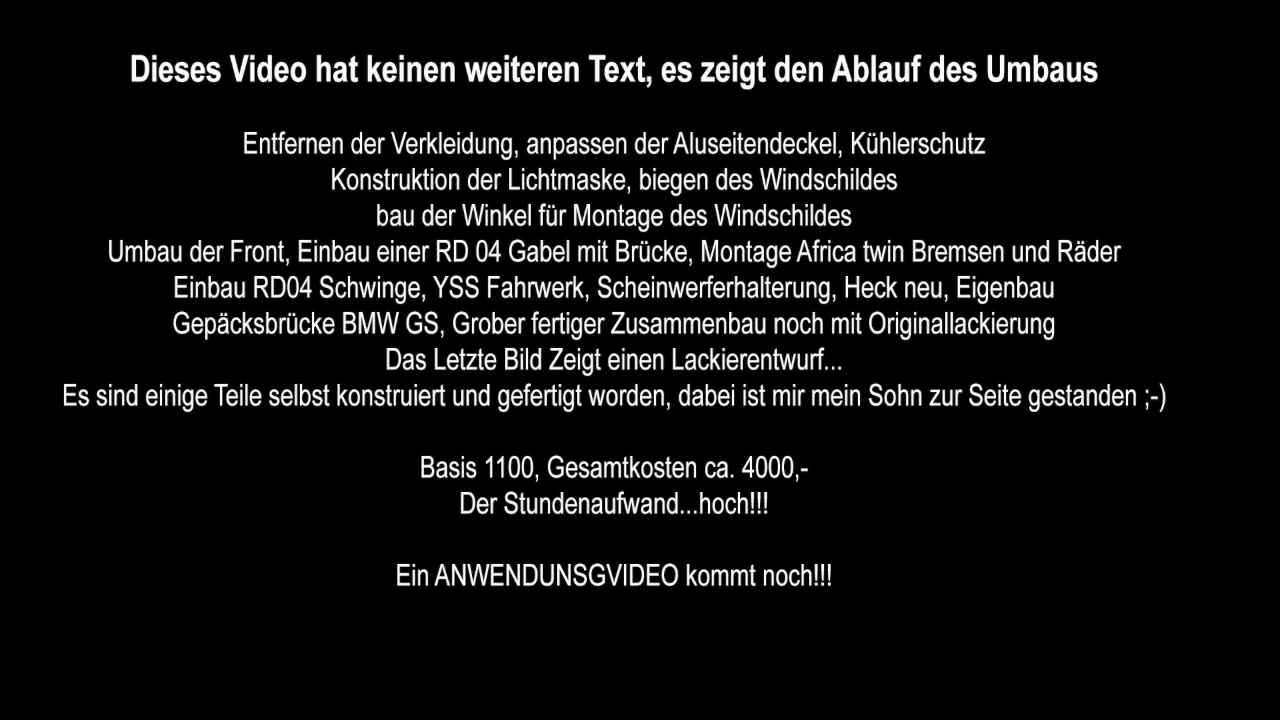 Dieses Video hat keinen weiteren Text, es zeigt den Ablauf des Umbaus
Entfernen der Verkleidung, anpassen der Aluseitendeckel, Kühlerschutz
Konstruktion der Lichtmaske, biegen des Windschildes
bau der Winkel für Montage des Windschildes
Umbau der Front, Einbau einer RD 04 Gabel mit Brücke, Montage Africa twin Bremsen und Räder
Einbau RD04 Schwinge, YSS Fahrwerk, Scheinwerferhalterung, Heck neu, Eigenbau
Gepäcksbrücke BMW GS, Grober fertiger Zusammenbau noch mit Originallackierung
Das Letzte Bild Zeigt einen Lackierentwurf...
Es sind einige Teile selbst konstruiert und gefertigt worden, dabei ist mir mein Sohn zur Seite gestanden ;-)
Basis 1100, Gesamtkosten ca. 4000,-
Der Stundenaufwand...hoch!!!
Ein ANWENDUNSGVIDEO kommt noch!!!